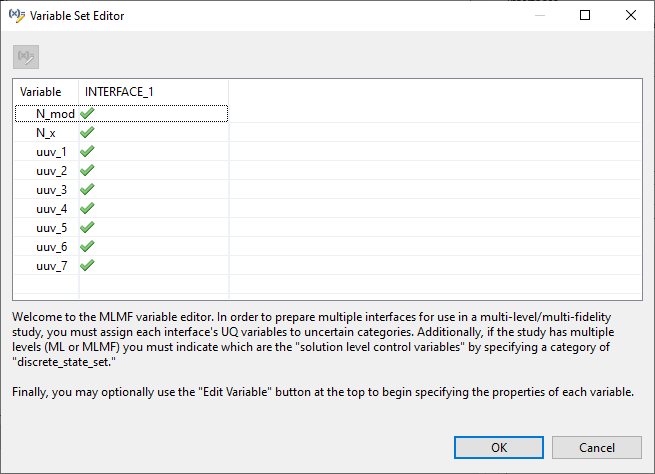 Variable Set Editor
Variable INTERFACE_1
N_mod
N_x
uuv_1
uuv_2
uuv_3
uuv_4
uuv_5
uuv_6
uuv_7
Welcome to the MLMF variable editor. In order to prepare multiple interfaces for use in a multi-level/multi-fidelity
study, you must assign each interface's UQ variables to uncertain categories. Additionally, if the study has multiple
levels (ML or MLMF) you must indicate which are the "solution level control variables" by specifying a category of
"discrete_state_set."
Finally, you may optionally use the "Edit Variable" button at the top to begin specifying the properties of each variable.
OK Cancel